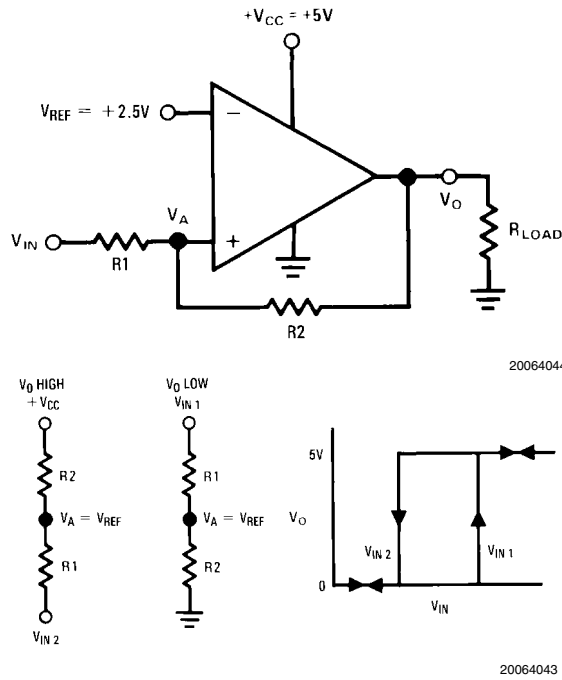 +VCC = +5V
VREF = +2.5V
−
VA
VIN
R1
+
VO
RLOAD
R2
20064044
VO HIGH
+ VCC
R2
VA = VREF
R1
VIN 2
VO LOW
VIN 1
R1
VA = VREF
R2
5V
VO
VIN 2
VIN 1
0
VIN
20064043